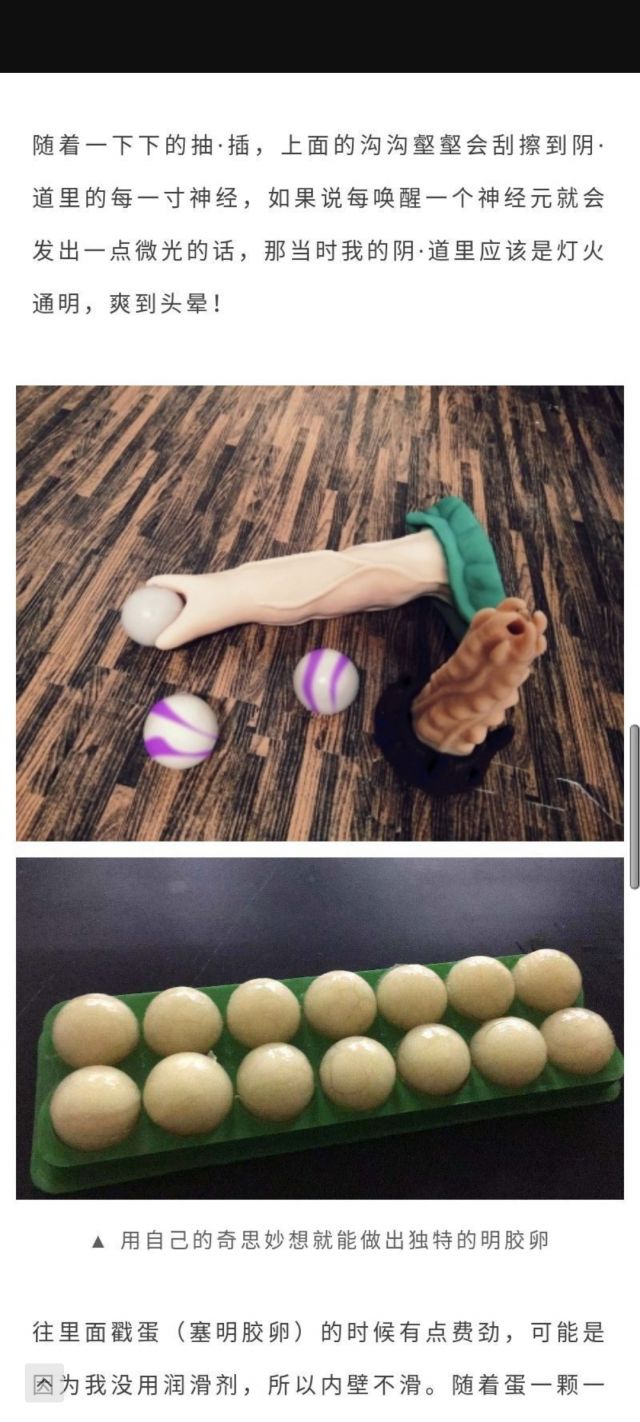 随着一下下的抽·插，上面的沟沟壑壑会刮擦到阴·
道里的每一寸神经，如果说每唤醒一个神经元就会
发出一点微光的话，那当时我的阴·道里应该是灯火
通明，爽到头晕！
▲ 用自己的奇思妙想就能做出独特的明胶卵
往里面戳蛋（塞明胶卵）的时候有点费劲，可能是
为我没用润滑剂，所以内壁不滑。随着蛋一颗一